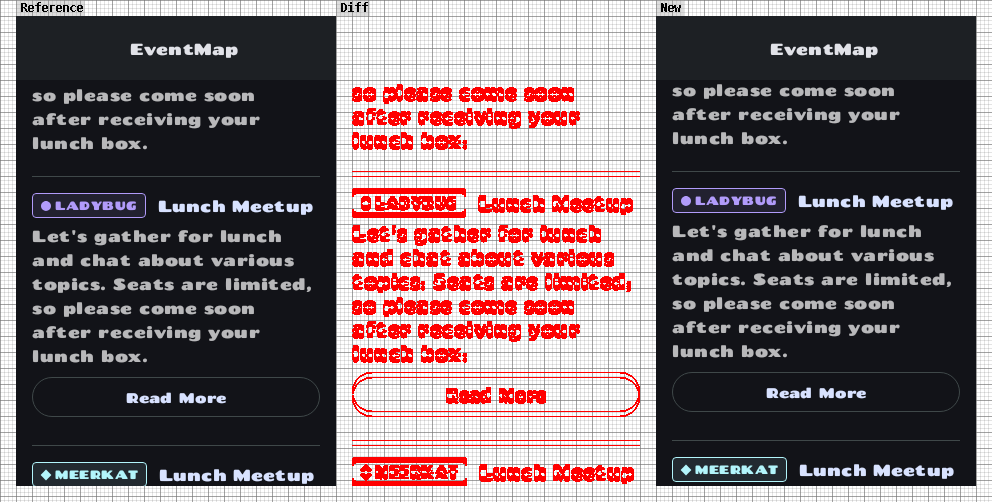 Reference
Diff
New
EventMap
so please come soon
after receiving your
lunch box.
LADYBUG Lunch Meetup
Let's gather for lunch
and chat about various
topics. Seats are limited,
so please come soon
after receiving your
lunch box.
Read More
MEERKAT Lunch Meetup
so please come soon
after receiving your
lunch box.
LADYBUG Lunch Meetup
Let's gather for lunch
and chat about various
topics. Seats are limited,
so please come soon
after receiving your
lunch box.
Read More
MEERKAT Lunch Meetup
EventMap
so please come soon
after receiving your
lunch box.
LADYBUG Lunch Meetup
Let's gather for lunch
and chat about various
topics. Seats are limited,
so please come soon
after receiving your
lunch box.
Read More
MEERKAT Lunch Meetup